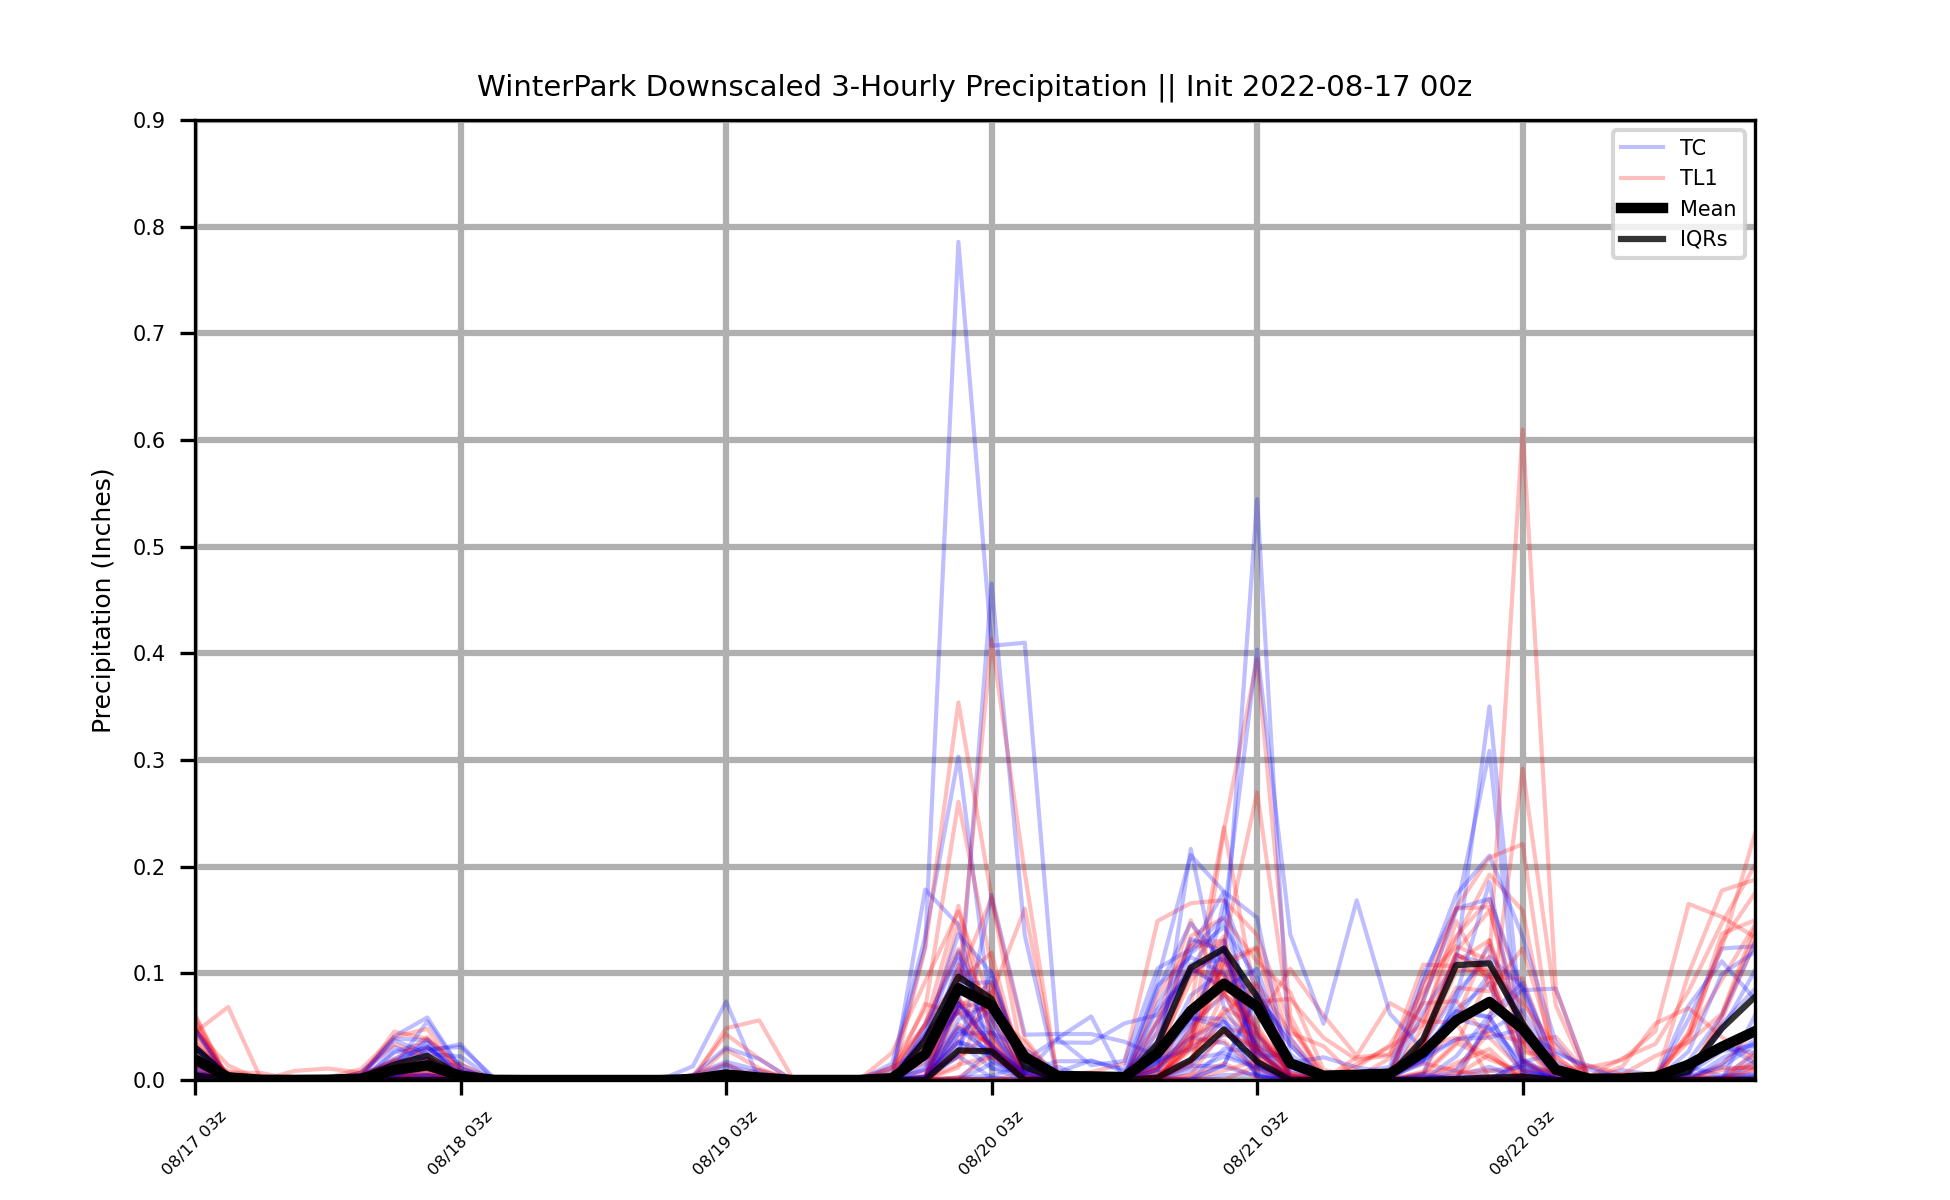 WinterPark Downscaled 3-Hourly Precipitation || Init 2022-08-17 00z
Precipitation (Inches)
0.9
0.8
0.7
0.6
0.5
0.4
0.3
0.2
0.1
0.0
TC
TL1
Mean
IQRs
08/17 03z
08/18 03z
08/19 03z
08/20 03z
08/21 03z
08/22 03z